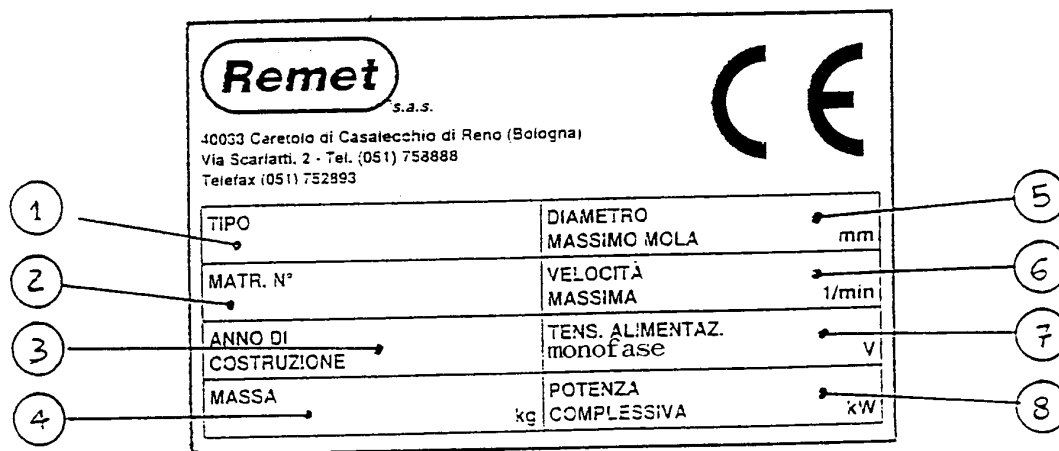 Remet
s.a.s.
CE
40033 Ceretolo di Casalecchio di Reno (Bologna)
Via Scarlatti, 2 - Tel. (051) 758888
Telefax (051) 752893
1
TIPO
DIAMETRO
MASSIMO MOLA mm
5
2
MATR. N°
VELOCITÀ
MASSIMA 1/min
6
3
ANNO DI
COSTRUZIONE
TENS. ALIMENTAZ.
monofase V
7
4
MASSA
kg
POTENZA
COMPLESSIVA kW
8